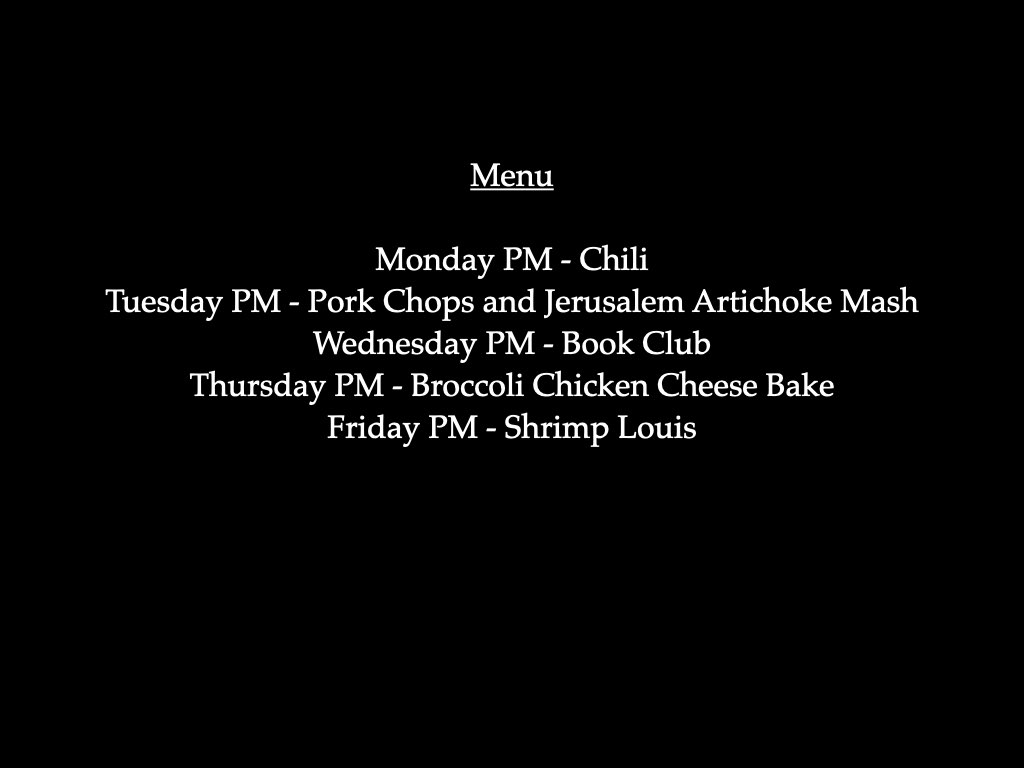 Menu
Monday PM - Chili
Tuesday PM - Pork Chops and Jerusalem Artichoke Mash
Wednesday PM - Book Club
Thursday PM - Broccoli Chicken Cheese Bake
Friday PM - Shrimp Louis